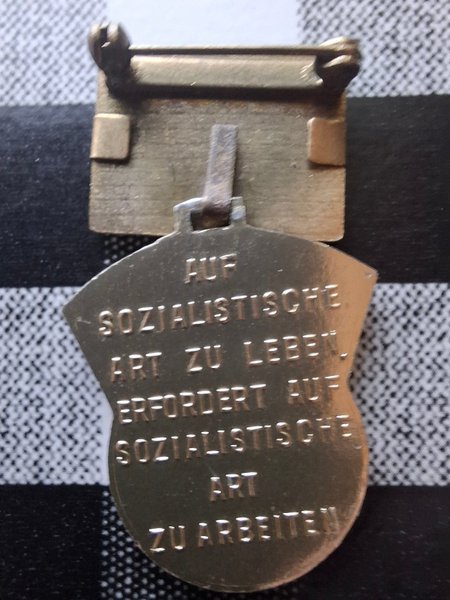 AUF
SOZIALISTISCHE
ART ZU LEBEN,
ERFORDERT AUF
SOZIALISTISCHE
ART
ZU ARBEITEN